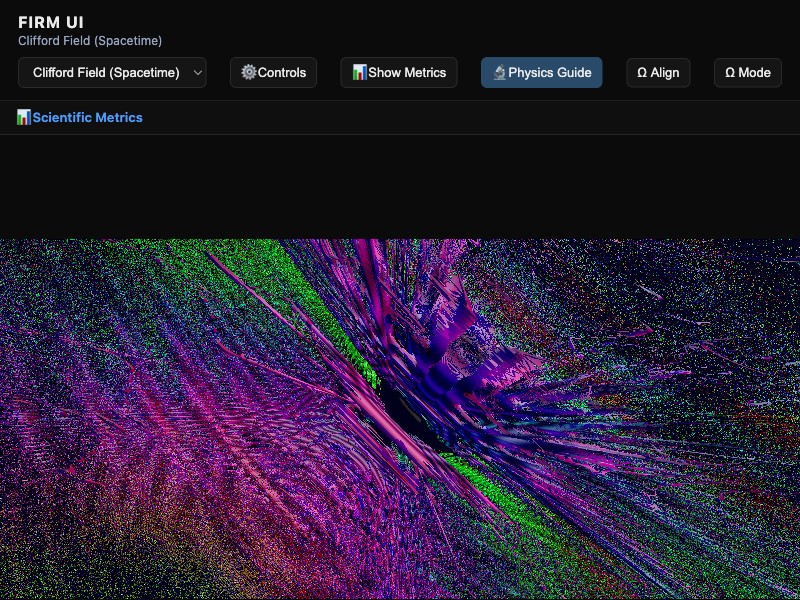 FIRM UI
Clifford Field (Spacetime)
Clifford Field (Spacetime) ⚙️Controls 📊Show Metrics 🔬Physics Guide Ω Align Ω Mode
📊Scientific Metrics